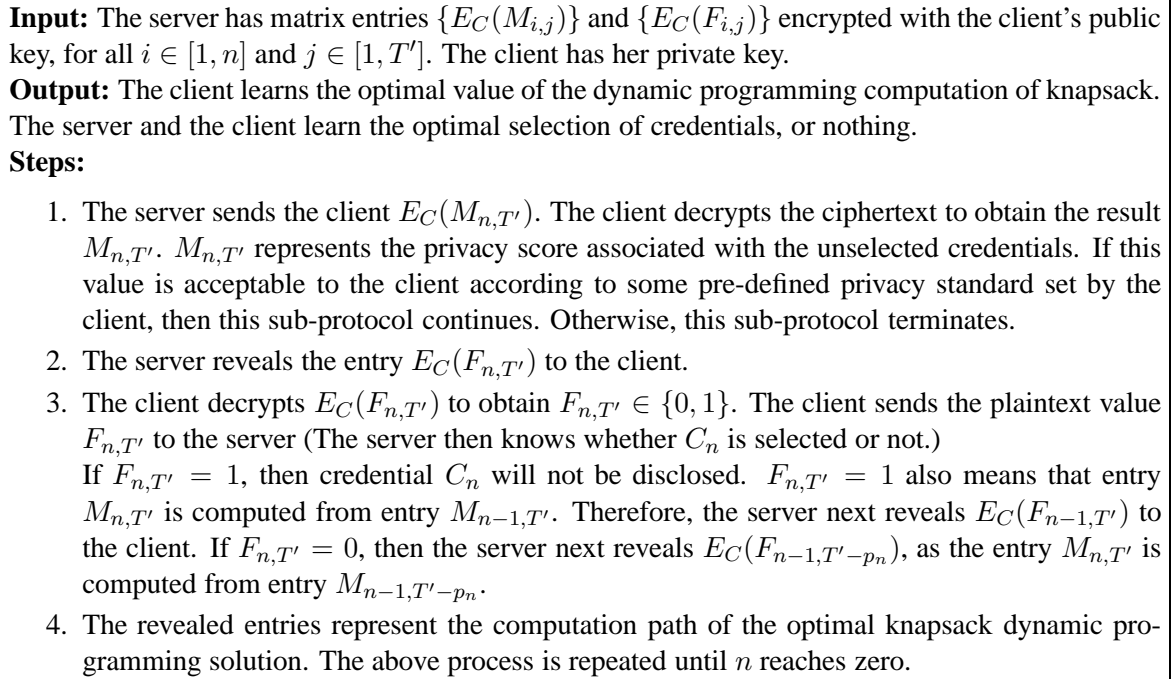 Input: The server has matrix entries {E_C(M_{i,j})} and {E_C(F_{i,j})} encrypted with the client's public
key, for all i ∈ [1, n] and j ∈ [1, T′]. The client has her private key.
Output: The client learns the optimal value of the dynamic programming computation of knapsack.
The server and the client learn the optimal selection of credentials, or nothing.
Steps:
1. The server sends the client E_C(M_{n,T′}). The client decrypts the ciphertext to obtain the result
M_{n,T′}. M_{n,T′} represents the privacy score associated with the unselected credentials. If this
value is acceptable to the client according to some pre-defined privacy standard set by the
client, then this sub-protocol continues. Otherwise, this sub-protocol terminates.
2. The server reveals the entry E_C(F_{n,T′}) to the client.
3. The client decrypts E_C(F_{n,T′}) to obtain F_{n,T′} ∈ {0, 1}. The client sends the plaintext value
F_{n,T′} to the server (The server then knows whether C_n is selected or not.)
If F_{n,T′} = 1, then credential C_n will not be disclosed. F_{n,T′} = 1 also means that entry
M_{n,T′} is computed from entry M_{n−1,T′}. Therefore, the server next reveals E_C(F_{n−1,T′}) to
the client. If F_{n,T′} = 0, then the server next reveals E_C(F_{n−1,T′−p_n}), as the entry M_{n,T′} is
computed from entry M_{n−1,T′−p_n}.
4. The revealed entries represent the computation path of the optimal knapsack dynamic pro-
gramming solution. The above process is repeated until n reaches zero.